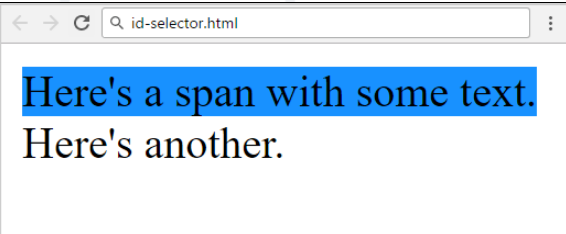 id-selector.html
Here's a span with some text.
Here's another.